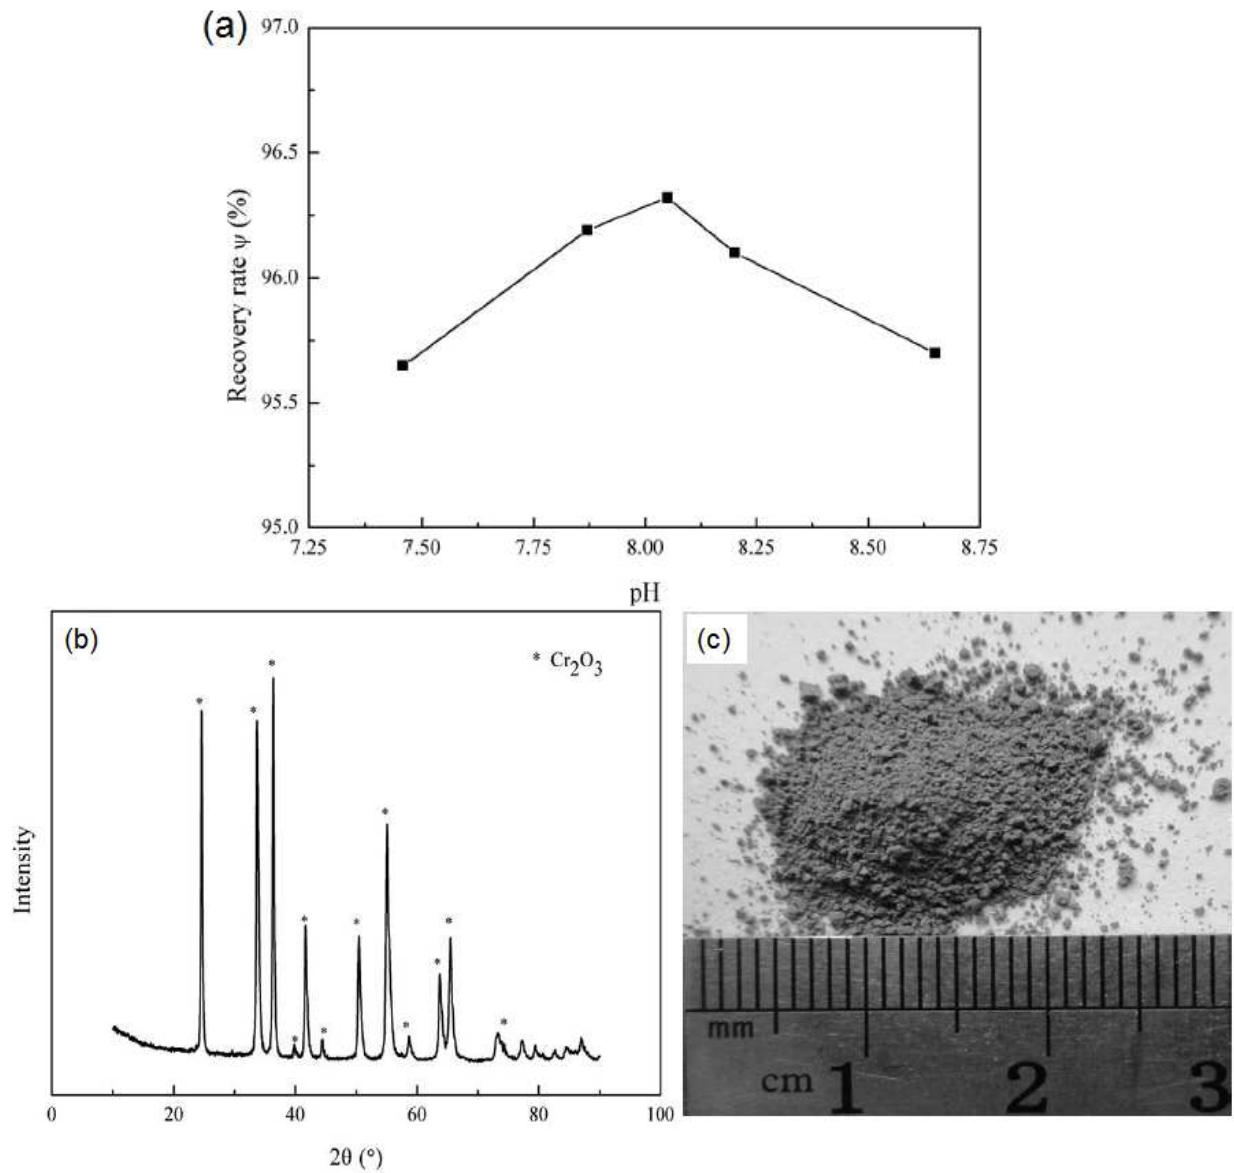 (a)
97.0
96.5
96.0
95.5
95.0
Recovery rate ψ (%)
7.25 7.50 7.75 8.00 8.25 8.50 8.75
pH
(b)
* Cr2O3
Intensity
0 20 40 60 80 100
2θ (°)
(c)
mm
cm 1 2 3